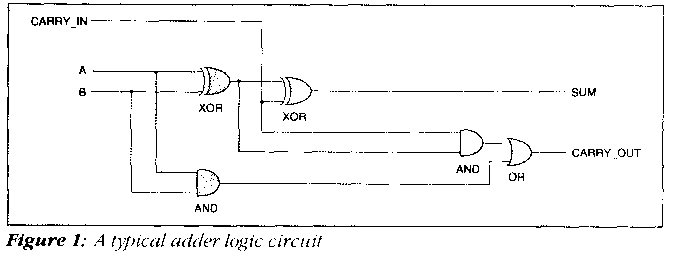 CARRY_IN
A
B
XOR
XOR
SUM
AND
OR
CARRY_OUT
AND
Figure 1: A typical adder logic circuit